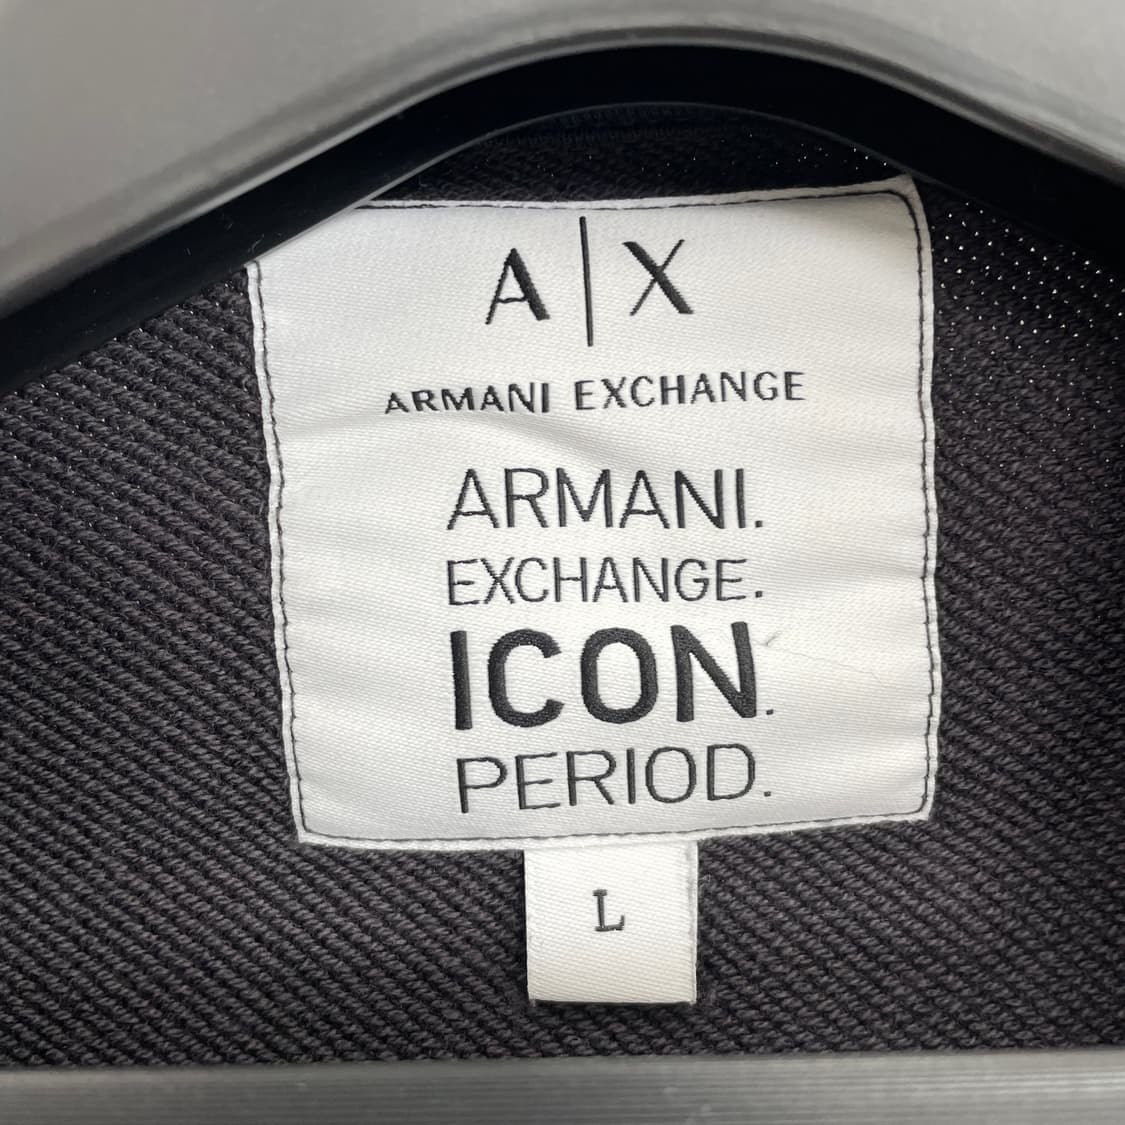 A|X
ARMANI EXCHANGE
ARMANI.
EXCHANGE.
ICON.
PERIOD.
L